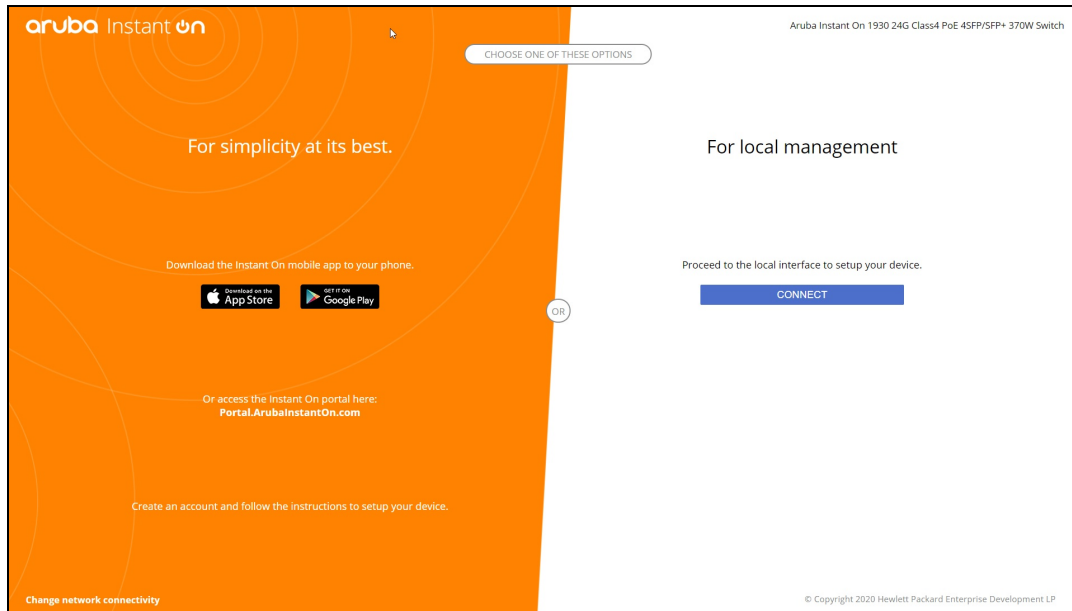 aruba Instant on
Aruba Instant On 1930 24G Class4 PoE 4SFP/SFP+ 370W Switch
CHOOSE ONE OF THESE OPTIONS
For simplicity at its best.
Download the Instant On mobile app to your phone.
Download on the
App Store
GET IT ON
Google Play
Or access the Instant On portal here:
Portal.ArubaInstantOn.com
Create an account and follow the instructions to setup your device.
Change network connectivity
OR
For local management
Proceed to the local interface to setup your device.
CONNECT
© Copyright 2020 Hewlett Packard Enterprise Development LP